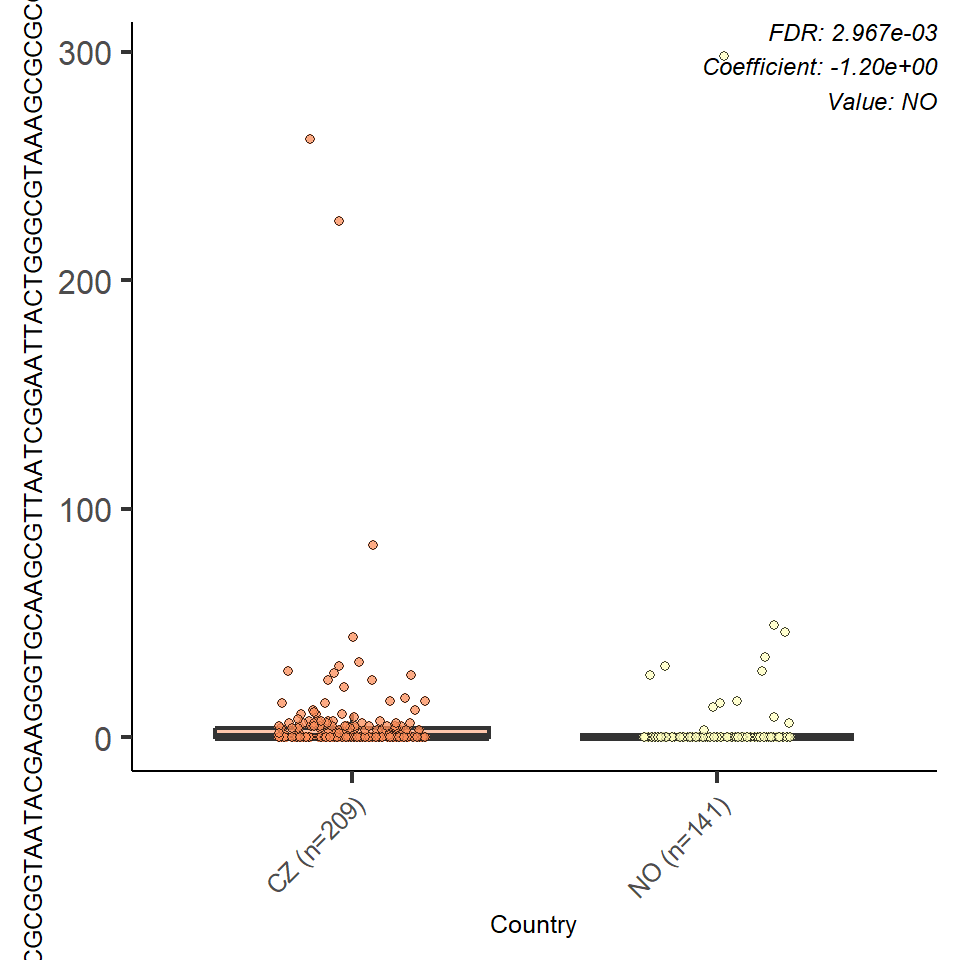 CGCGGTAATACGAAGGGTGCAAGCGTTAATCGGAATTACTGGGCGTAAAGCGCGC
FDR: 2.967e-03
Coefficient: -1.20e+00
Value: NO
300
200
100
0
CZ (n=209)
NO (n=141)
Country